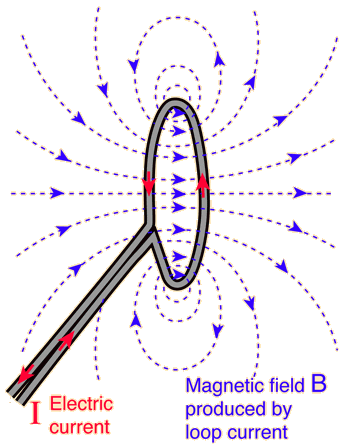 I Electric
current
Magnetic field B
produced by
loop current